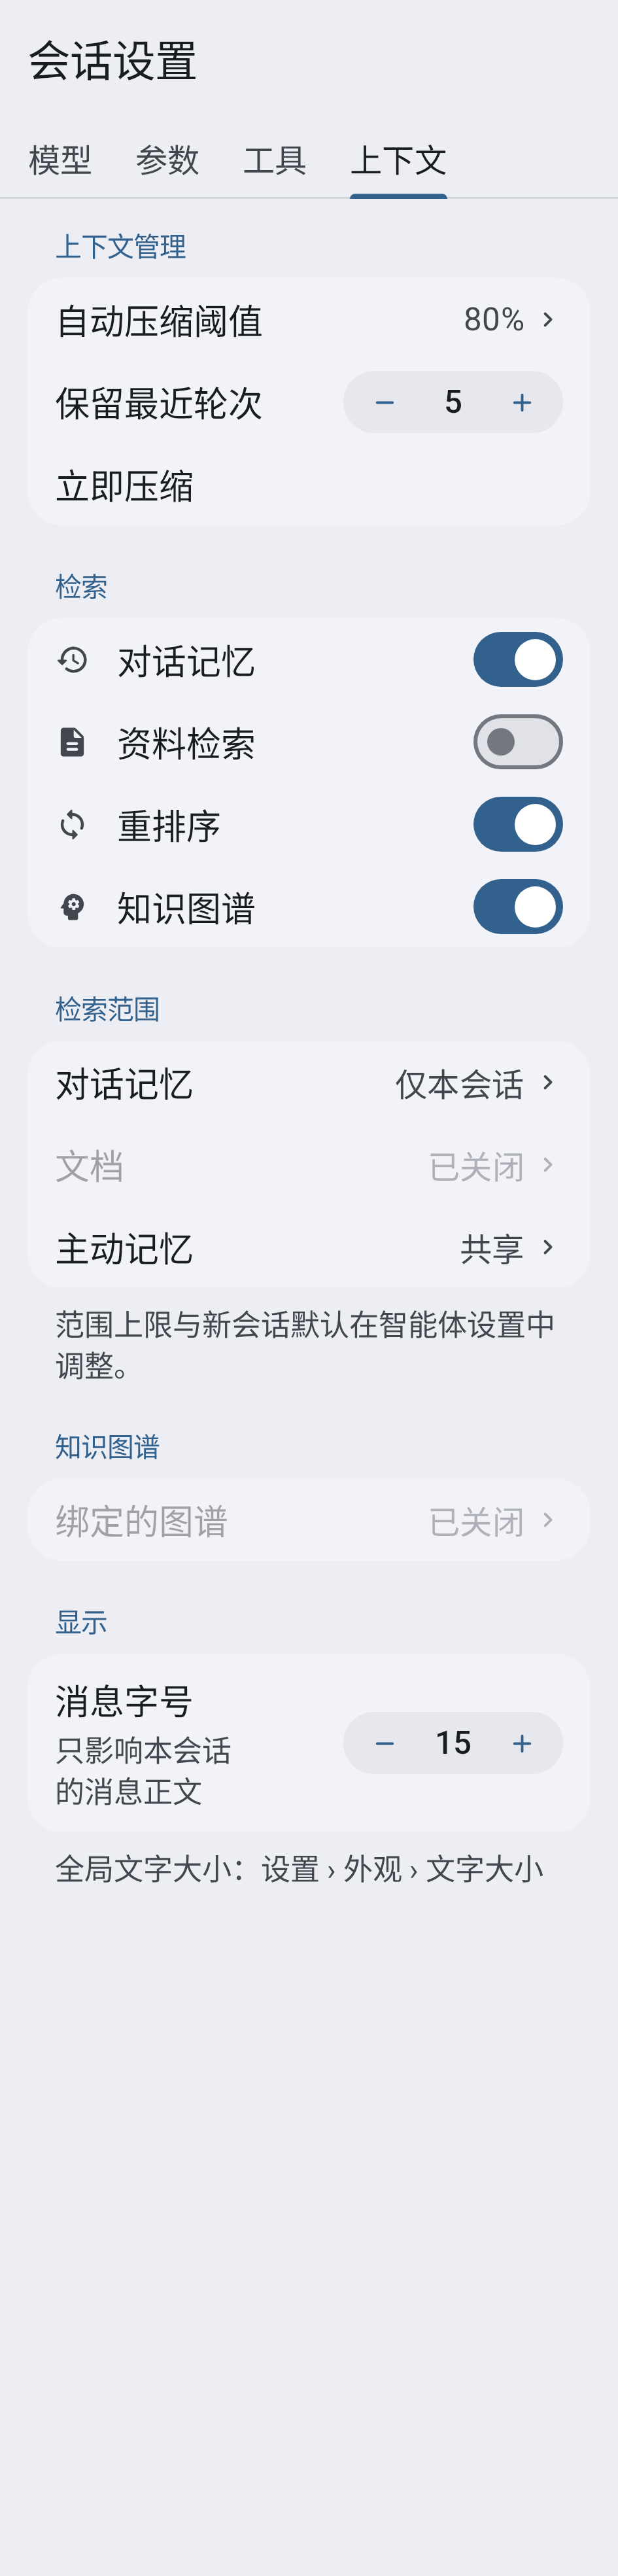 会话设置
模型 参数 工具 上下文
上下文管理
自动压缩阈值 80%
保留最近轮次 − 5 +
立即压缩
检索
对话记忆
资料检索
重排序
知识图谱
检索范围
对话记忆 仅本会话
文档 已关闭
主动记忆 共享
范围上限与新会话默认在智能体设置中
调整。
知识图谱
绑定的图谱 已关闭
显示
消息字号
只影响本会话
的消息正文
− 15 +
全局文字大小：设置 › 外观 › 文字大小